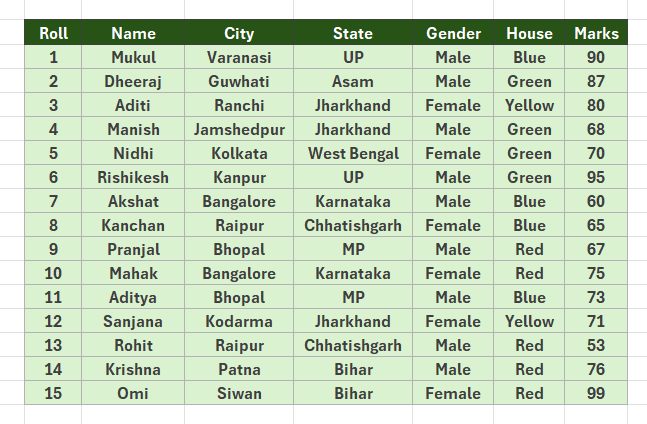 Roll Name City State Gender House Marks
1 Mukul Varanasi UP Male Blue 90
2 Dheeraj Guwhati Asam Male Green 87
3 Aditi Ranchi Jharkhand Female Yellow 80
4 Manish Jamshedpur Jharkhand Male Green 68
5 Nidhi Kolkata West Bengal Female Green 70
6 Rishikesh Kanpur UP Male Green 95
7 Akshat Bangalore Karnataka Male Blue 60
8 Kanchan Raipur Chhatishgarh Female Blue 65
9 Pranjal Bhopal MP Male Red 67
10 Mahak Bangalore Karnataka Female Red 75
11 Aditya Bhopal MP Male Blue 73
12 Sanjana Kodarma Jharkhand Female Yellow 71
13 Rohit Raipur Chhatishgarh Male Red 53
14 Krishna Patna Bihar Male Red 76
15 Omi Siwan Bihar Female Red 99